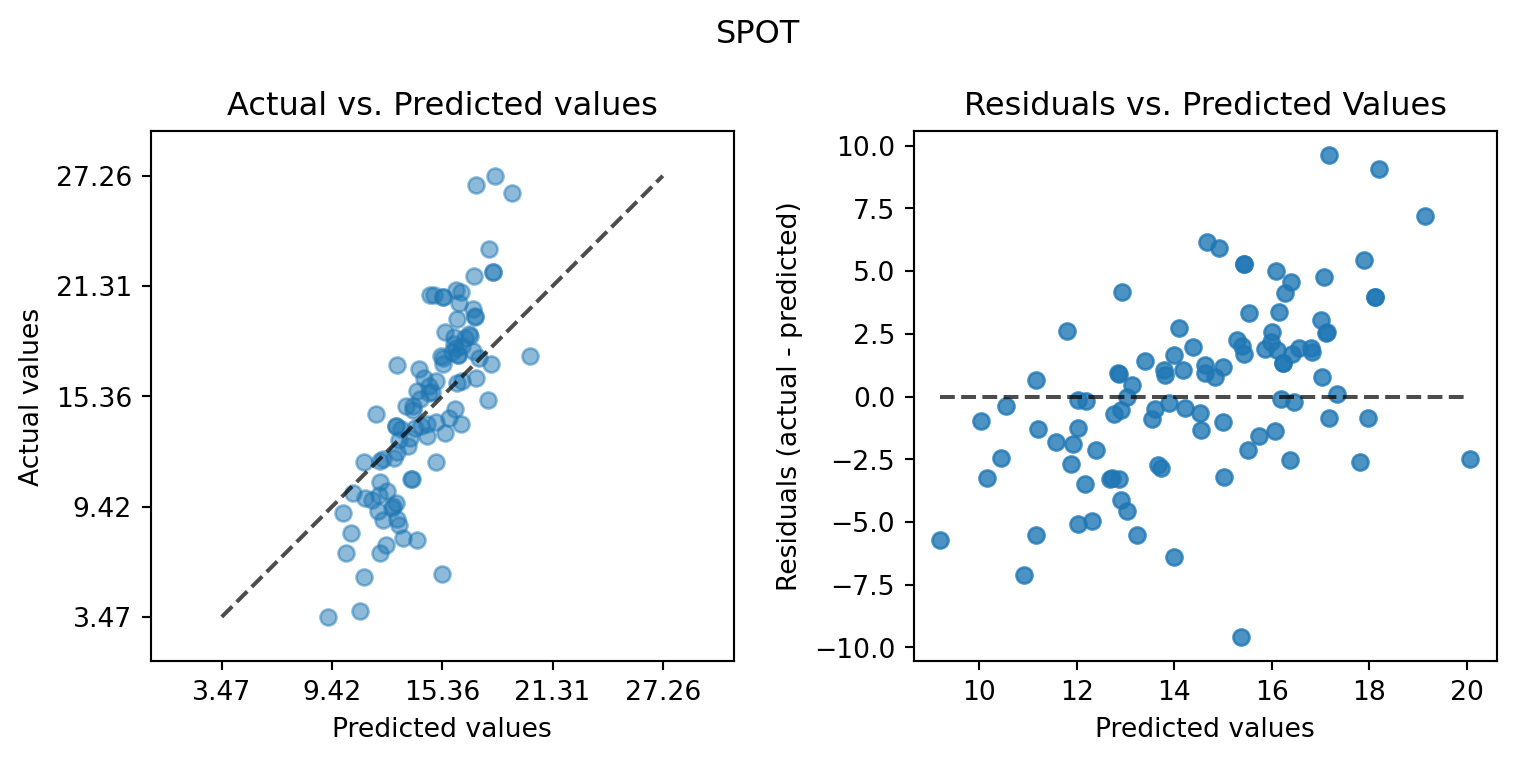 SPOT
Actual vs. Predicted values
Actual values
27.26
21.31
15.36
9.42
3.47
3.47 9.42 15.36 21.31 27.26
Predicted values
Residuals vs. Predicted Values
Residuals (actual - predicted)
10.0
7.5
5.0
2.5
0.0
−2.5
−5.0
−7.5
−10.0
10 12 14 16 18 20
Predicted values